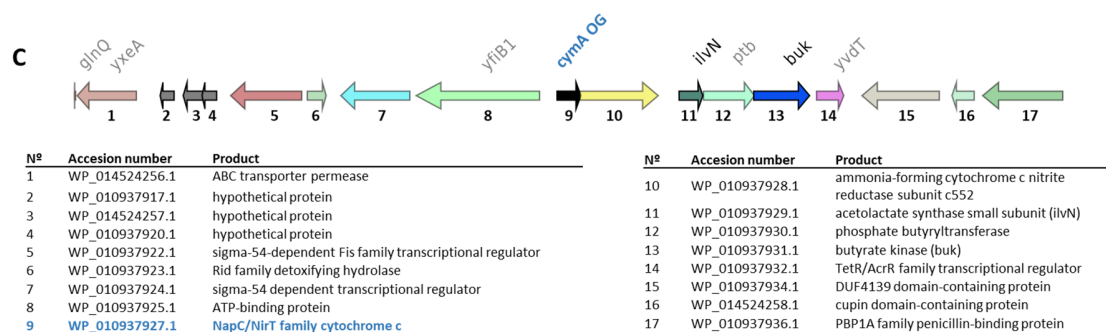 C
glnQ yxeA yfiB1 cymA OG ilvN ptb buk yvdT
1 2 3 4 5 6 7 8 9 10 11 12 13 14 15 16 17
Nº Accesion number Product
1 WP_014524256.1 ABC transporter permease
2 WP_010937917.1 hypothetical protein
3 WP_014524257.1 hypothetical protein
4 WP_010937920.1 hypothetical protein
5 WP_010937922.1 sigma-54-dependent Fis family transcriptional regulator
6 WP_010937923.1 Rid family detoxifying hydrolase
7 WP_010937924.1 sigma-54 dependent transcriptional regulator
8 WP_010937925.1 ATP-binding protein
9 WP_010937927.1 NapC/NirT family cytochrome c
Nº Accesion number Product
10 WP_010937928.1 ammonia-forming cytochrome c nitrite
reductase subunit c552
11 WP_010937929.1 acetolactate synthase small subunit (ilvN)
12 WP_010937930.1 phosphate butyryltransferase
13 WP_010937931.1 butyrate kinase (buk)
14 WP_010937932.1 TetR/AcrR family transcriptional regulator
15 WP_010937934.1 DUF4139 domain-containing protein
16 WP_014524258.1 cupin domain-containing protein
17 WP_010937936.1 PBP1A family penicillin-binding protein